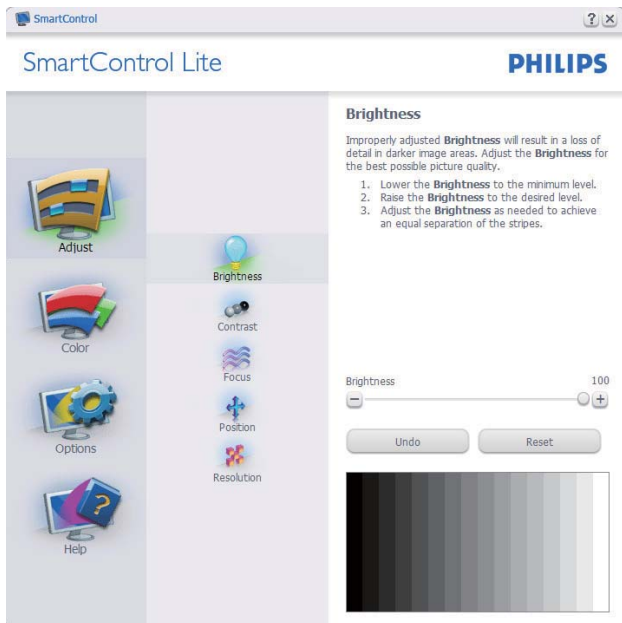 SmartControl
? ×
SmartControl Lite
PHILIPS
Adjust
Color
Options
?
Help
Brightness
Contrast
Focus
Position
Resolution
Brightness
Improperly adjusted Brightness will result in a loss of
detail in darker image areas. Adjust the Brightness for
the best possible picture quality.
1. Lower the Brightness to the minimum level.
2. Raise the Brightness to the desired level.
3. Adjust the Brightness as needed to achieve
an equal separation of the stripes.
Brightness 100
Undo Reset